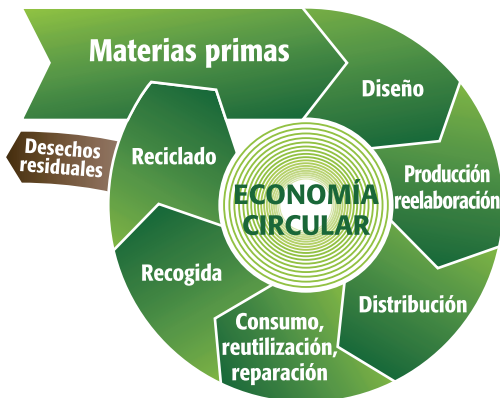 Materias primas
Diseño
Producción
reelaboración
Distribución
Consumo,
reutilización,
reparación
Recogida
Reciclado
Desechos
residuales
ECONOMÍA
CIRCULAR